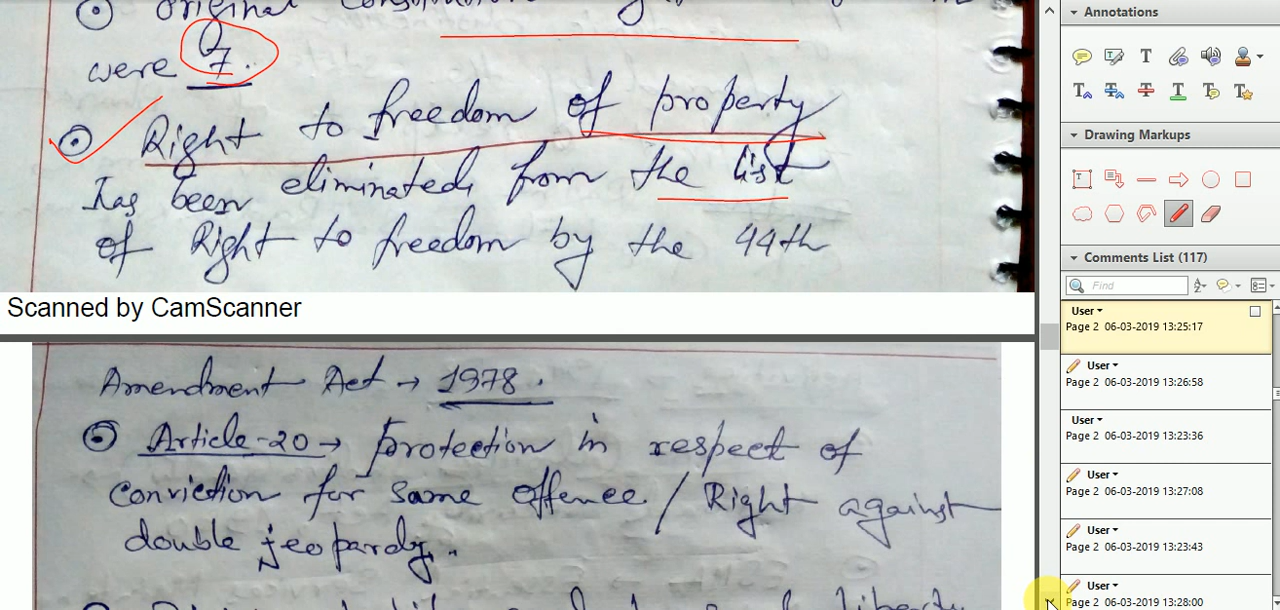 Original
were 7.
Right to freedom of property
has been eliminated from the list
of Right to freedom by the 44th
Scanned by CamScanner
Amendment Act → 1978.
Article-20 → protection in respect of
conviction for same offence / Right against
double jeopardy.
liberty
Annotations
Drawing Markups
Comments List (117)
Find
User
Page 2 06-03-2019 13:25:17
User
Page 2 06-03-2019 13:26:58
User
Page 2 06-03-2019 13:23:36
User
Page 2 06-03-2019 13:27:08
User
Page 2 06-03-2019 13:23:43
User
Page 2 06-03-2019 13:28:00